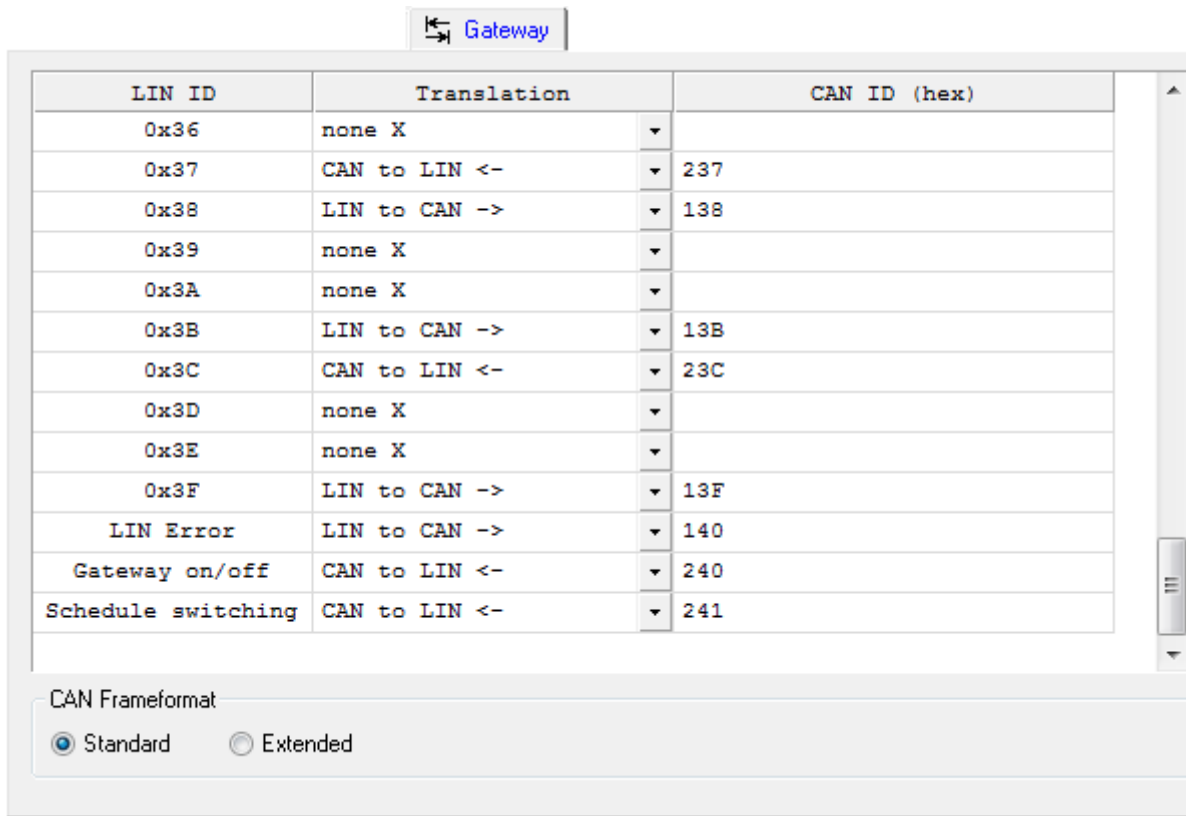 Gateway
LIN ID Translation CAN ID (hex)
0x36 none X
0x37 CAN to LIN <- 237
0x38 LIN to CAN -> 138
0x39 none X
0x3A none X
0x3B LIN to CAN -> 13B
0x3C CAN to LIN <- 23C
0x3D none X
0x3E none X
0x3F LIN to CAN -> 13F
LIN Error LIN to CAN -> 140
Gateway on/off CAN to LIN <- 240
Schedule switching CAN to LIN <- 241
CAN Frameformat
Standard Extended